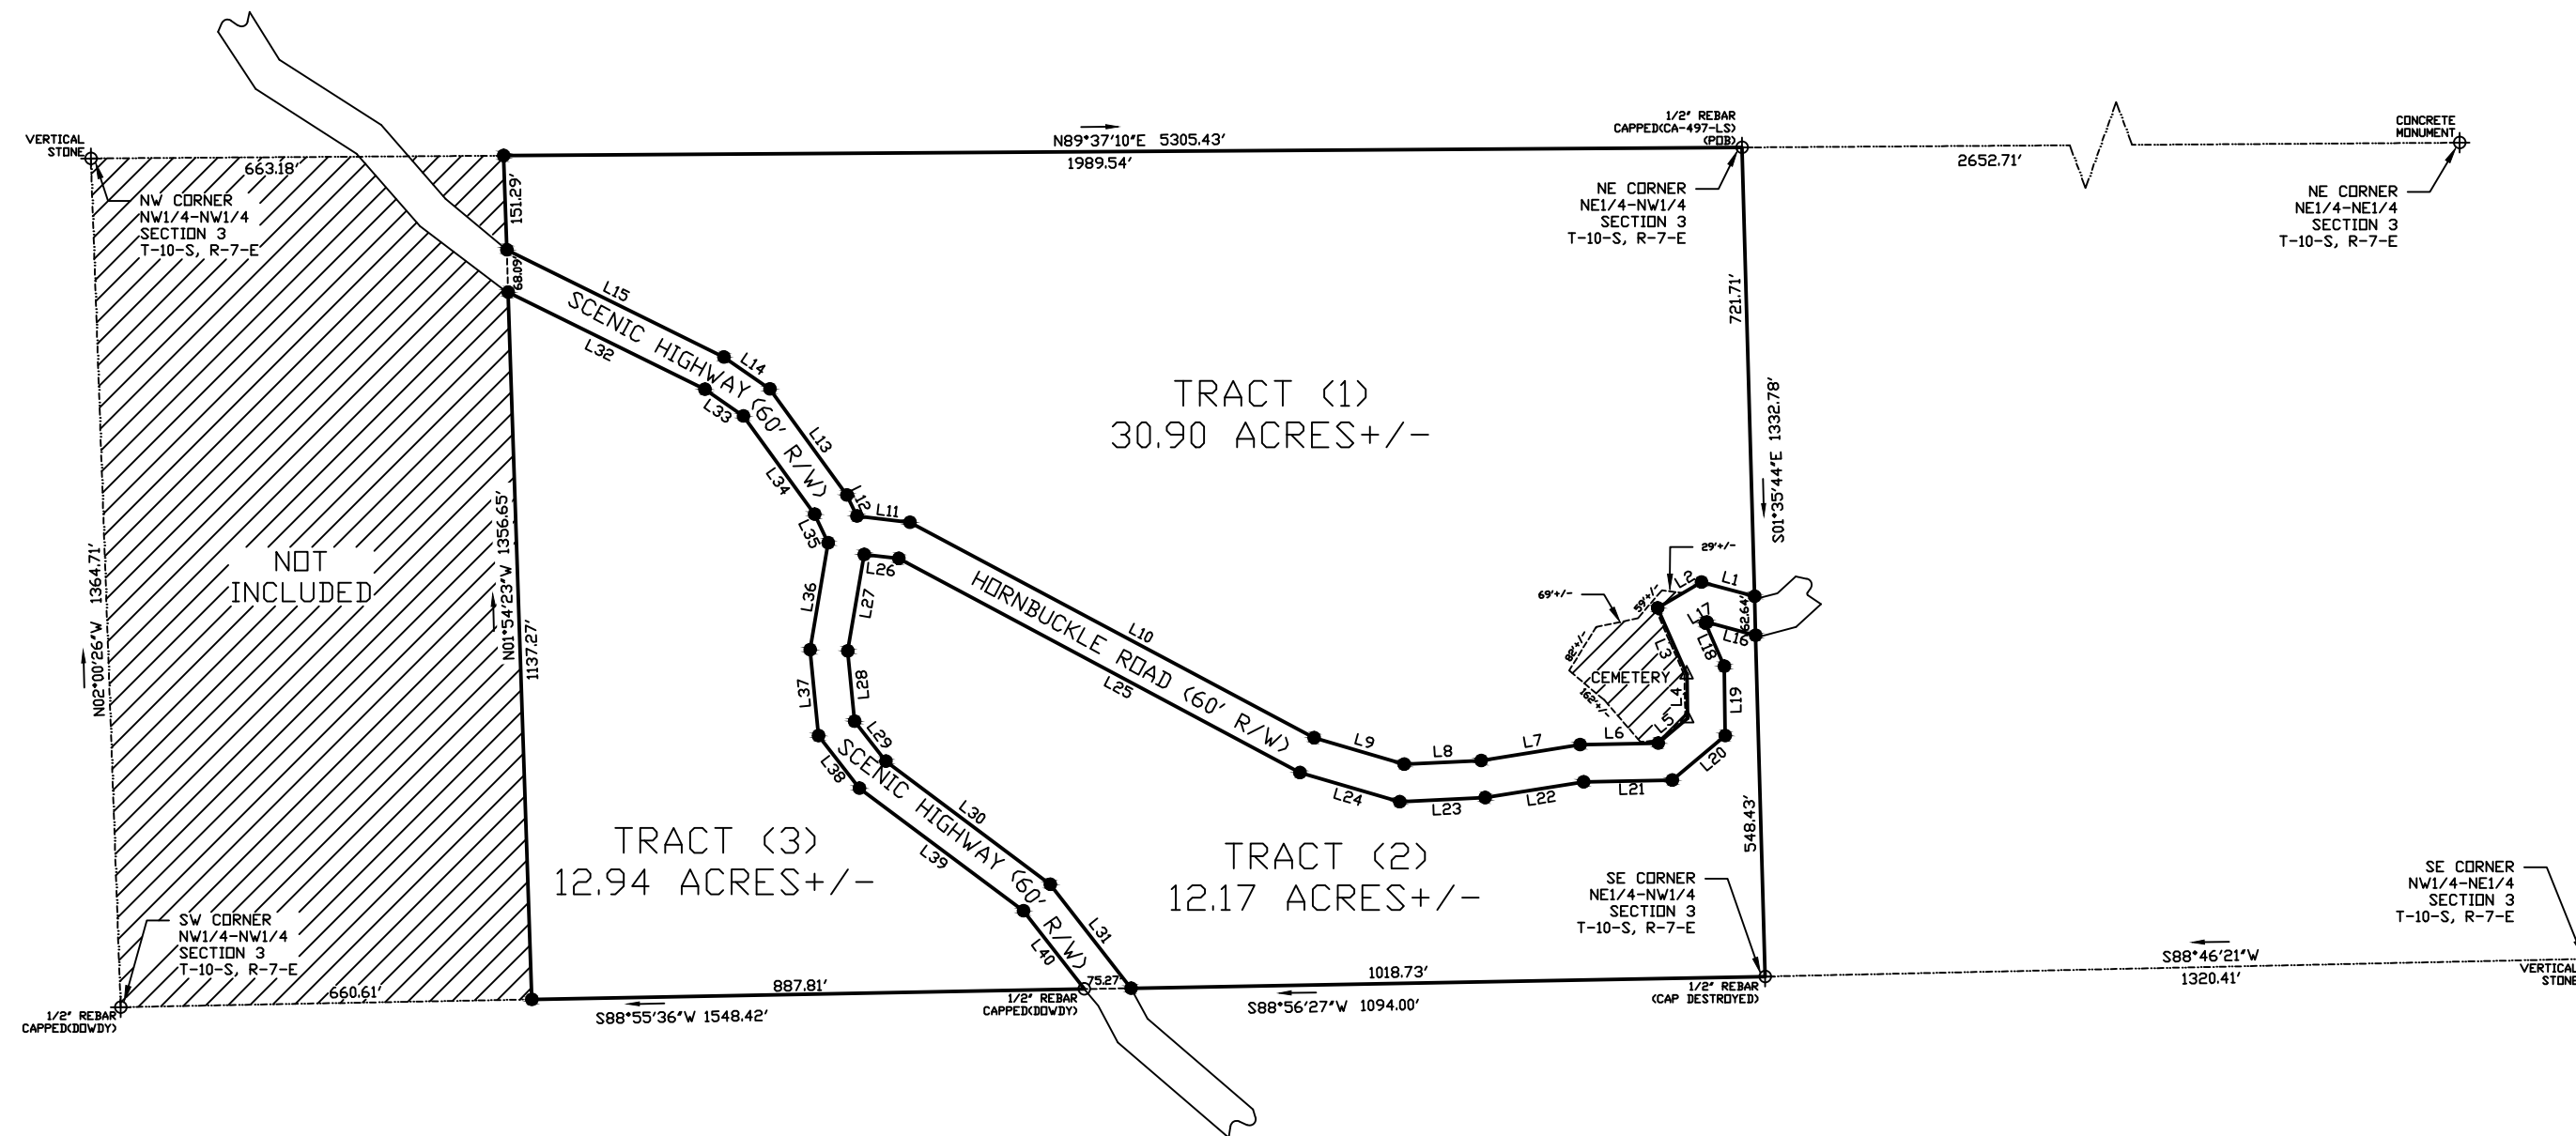 VERTICAL
STONE
663.18'
NW CORNER
NW1/4-NW1/4
SECTION 3
T-10-S, R-7-E
N89°37'10"E 5305.43'
1989.54'
1/2" REBAR
CAPPED(CA-497-LS)
(POB)
NE CORNER
NE1/4-NW1/4
SECTION 3
T-10-S, R-7-E
2652.71'
CONCRETE
MONUMENT
NE CORNER
NE1/4-NE1/4
SECTION 3
T-10-S, R-7-E
151.29'
68.09'
L15
SCENIC HIGHWAY (60' R/W)
L32
L14
L33
L13
L34
L12
L35
L11
L26
L36
L27
L37
L28
L29
L38
TRACT (1)
30.90 ACRES+/-
721.71'
S01°35'44"E 1332.78'
NOT
INCLUDED
N02°00'26"W 1364.71'
N01°54'23"W 1356.65'
1137.27'
HORNBUCKLE ROAD (60' R/W)
L10
L25
29'+/-
69'+/-
59'+/-
82'+/-
162'+/-
CEMETERY
L1
L2
L3
L4
L5
L6
L7
L8
L9
62.64'
L16
L17
L18
L19
L20
L21
L22
L23
L24
548.43'
SCENIC HIGHWAY (60' R/W)
L30
L39
L31
L40
TRACT (3)
12.94 ACRES+/-
TRACT (2)
12.17 ACRES+/-
SE CORNER
NE1/4-NW1/4
SECTION 3
T-10-S, R-7-E
SE CORNER
NW1/4-NE1/4
SECTION 3
T-10-S, R-7-E
SW CORNER
NW1/4-NW1/4
SECTION 3
T-10-S, R-7-E
660.61'
1/2" REBAR
CAPPED(DOWDY)
887.81'
S88°55'36"W 1548.42'
75.27'
1/2" REBAR
CAPPED(DOWDY)
1018.73'
S88°56'27"W 1094.00'
1/2" REBAR
(CAP DESTROYED)
S88°46'21"W
1320.41'
VERTICAL
STONE